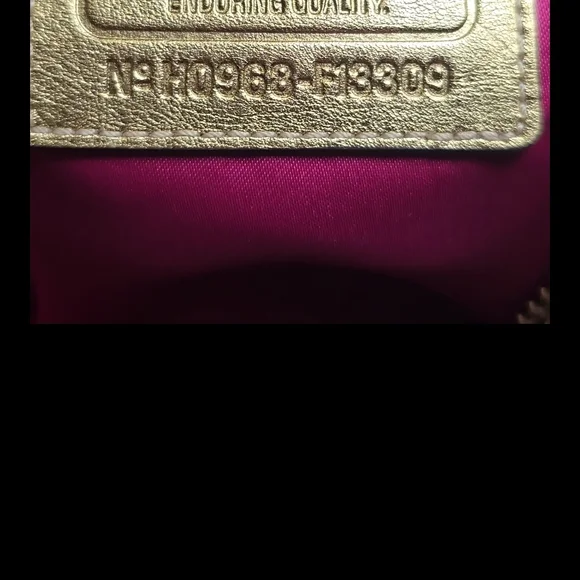 ENDURING QUALITY.
Nº H0968-F13309